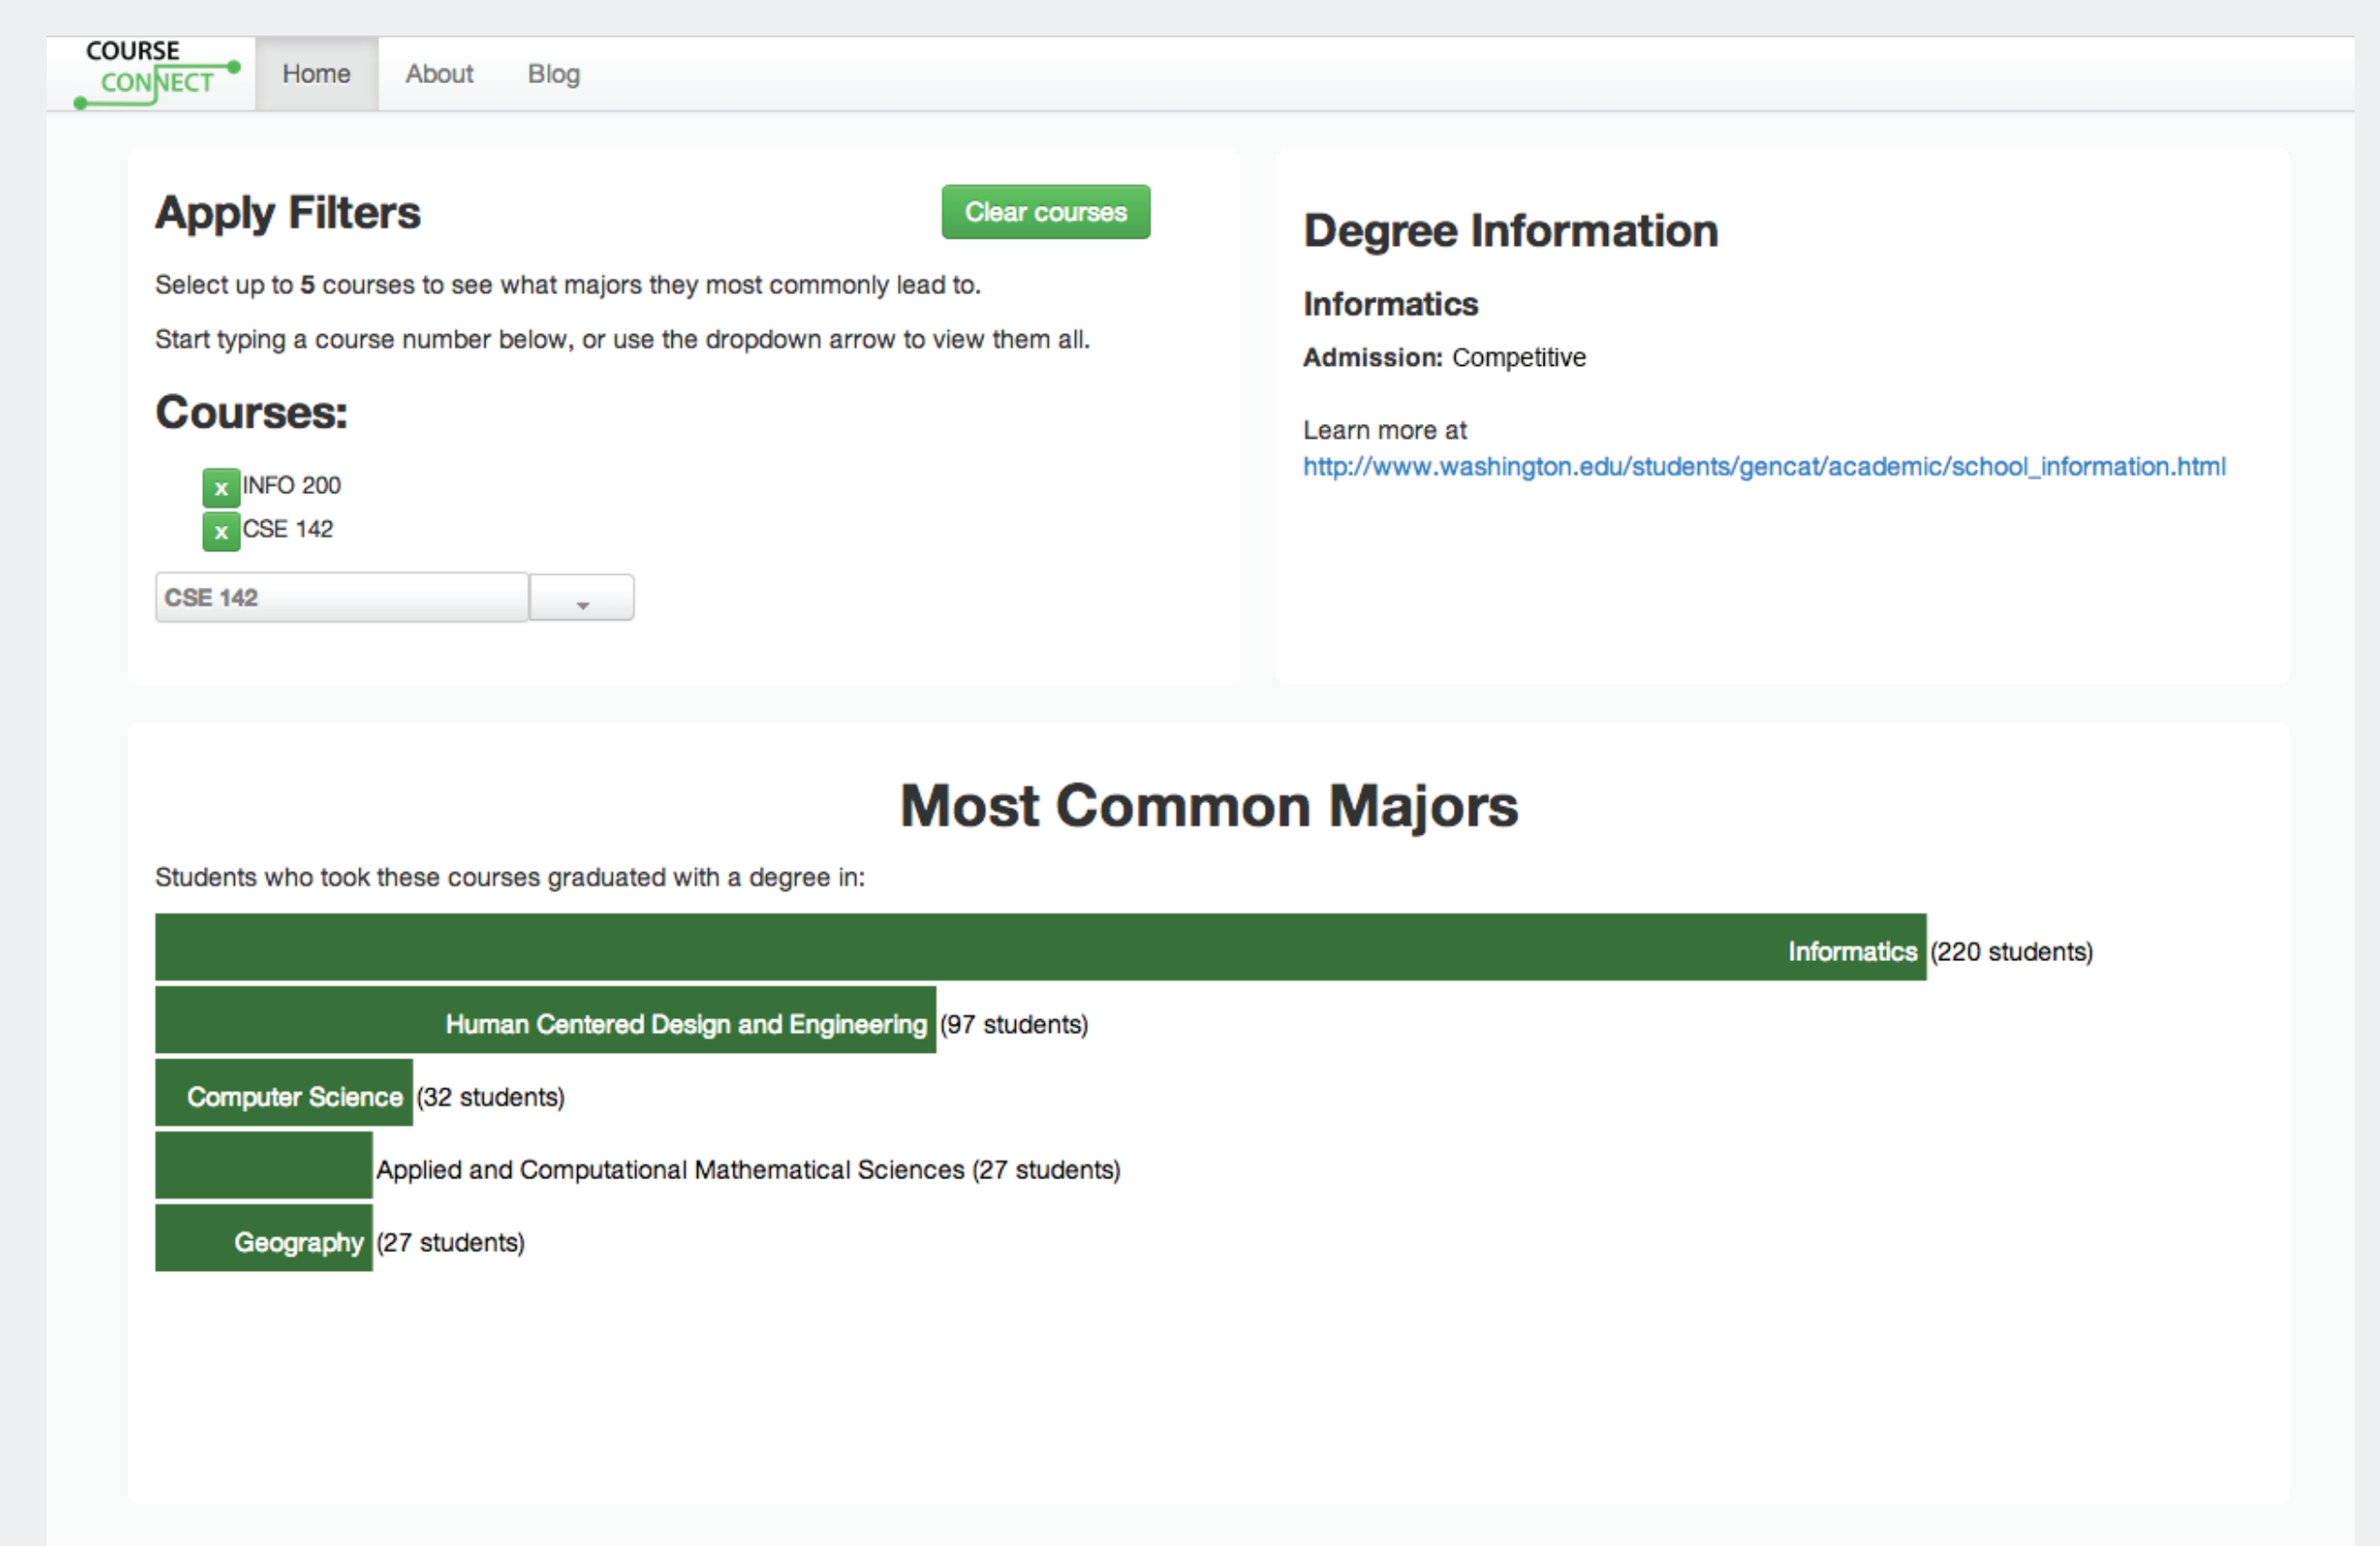 COURSE
CONNECT
Home
About
Blog
Apply Filters
Clear courses
Select up to 5 courses to see what majors they most commonly lead to.
Start typing a course number below, or use the dropdown arrow to view them all.
Courses:
x INFO 200
x CSE 142
CSE 142
Degree Information
Informatics
Admission: Competitive
Learn more at
http://www.washington.edu/students/gencat/academic/school_information.html
Most Common Majors
Students who took these courses graduated with a degree in:
Informatics (220 students)
Human Centered Design and Engineering (97 students)
Computer Science (32 students)
Applied and Computational Mathematical Sciences (27 students)
Geography (27 students)